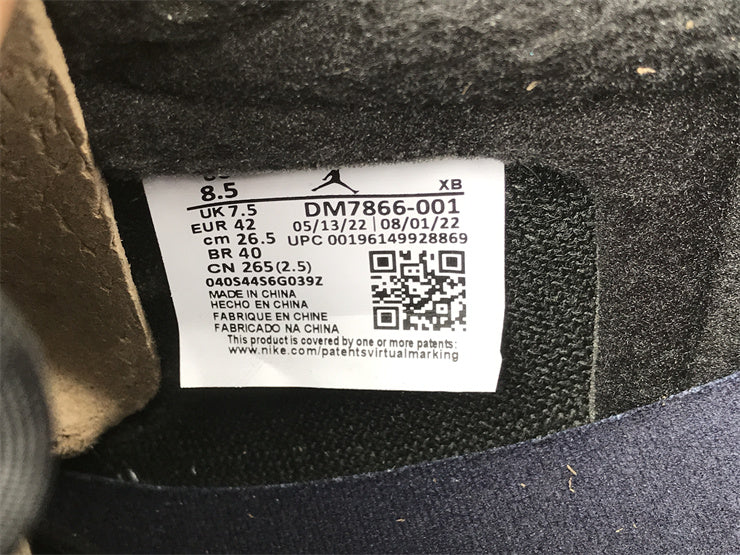 8.5 XB
UK 7.5 DM7866-001
EUR 42 05/13/22 | 08/01/22
cm 26.5 UPC 00196149928869
BR 40
CN 265(2.5)
040S44S6G039Z
MADE IN CHINA
HECHO EN CHINA
FABRIQUE EN CHINE
FABRICADO NA CHINA
This product is covered by one or more patents:
www.nike.com/patentsvirtualmarking